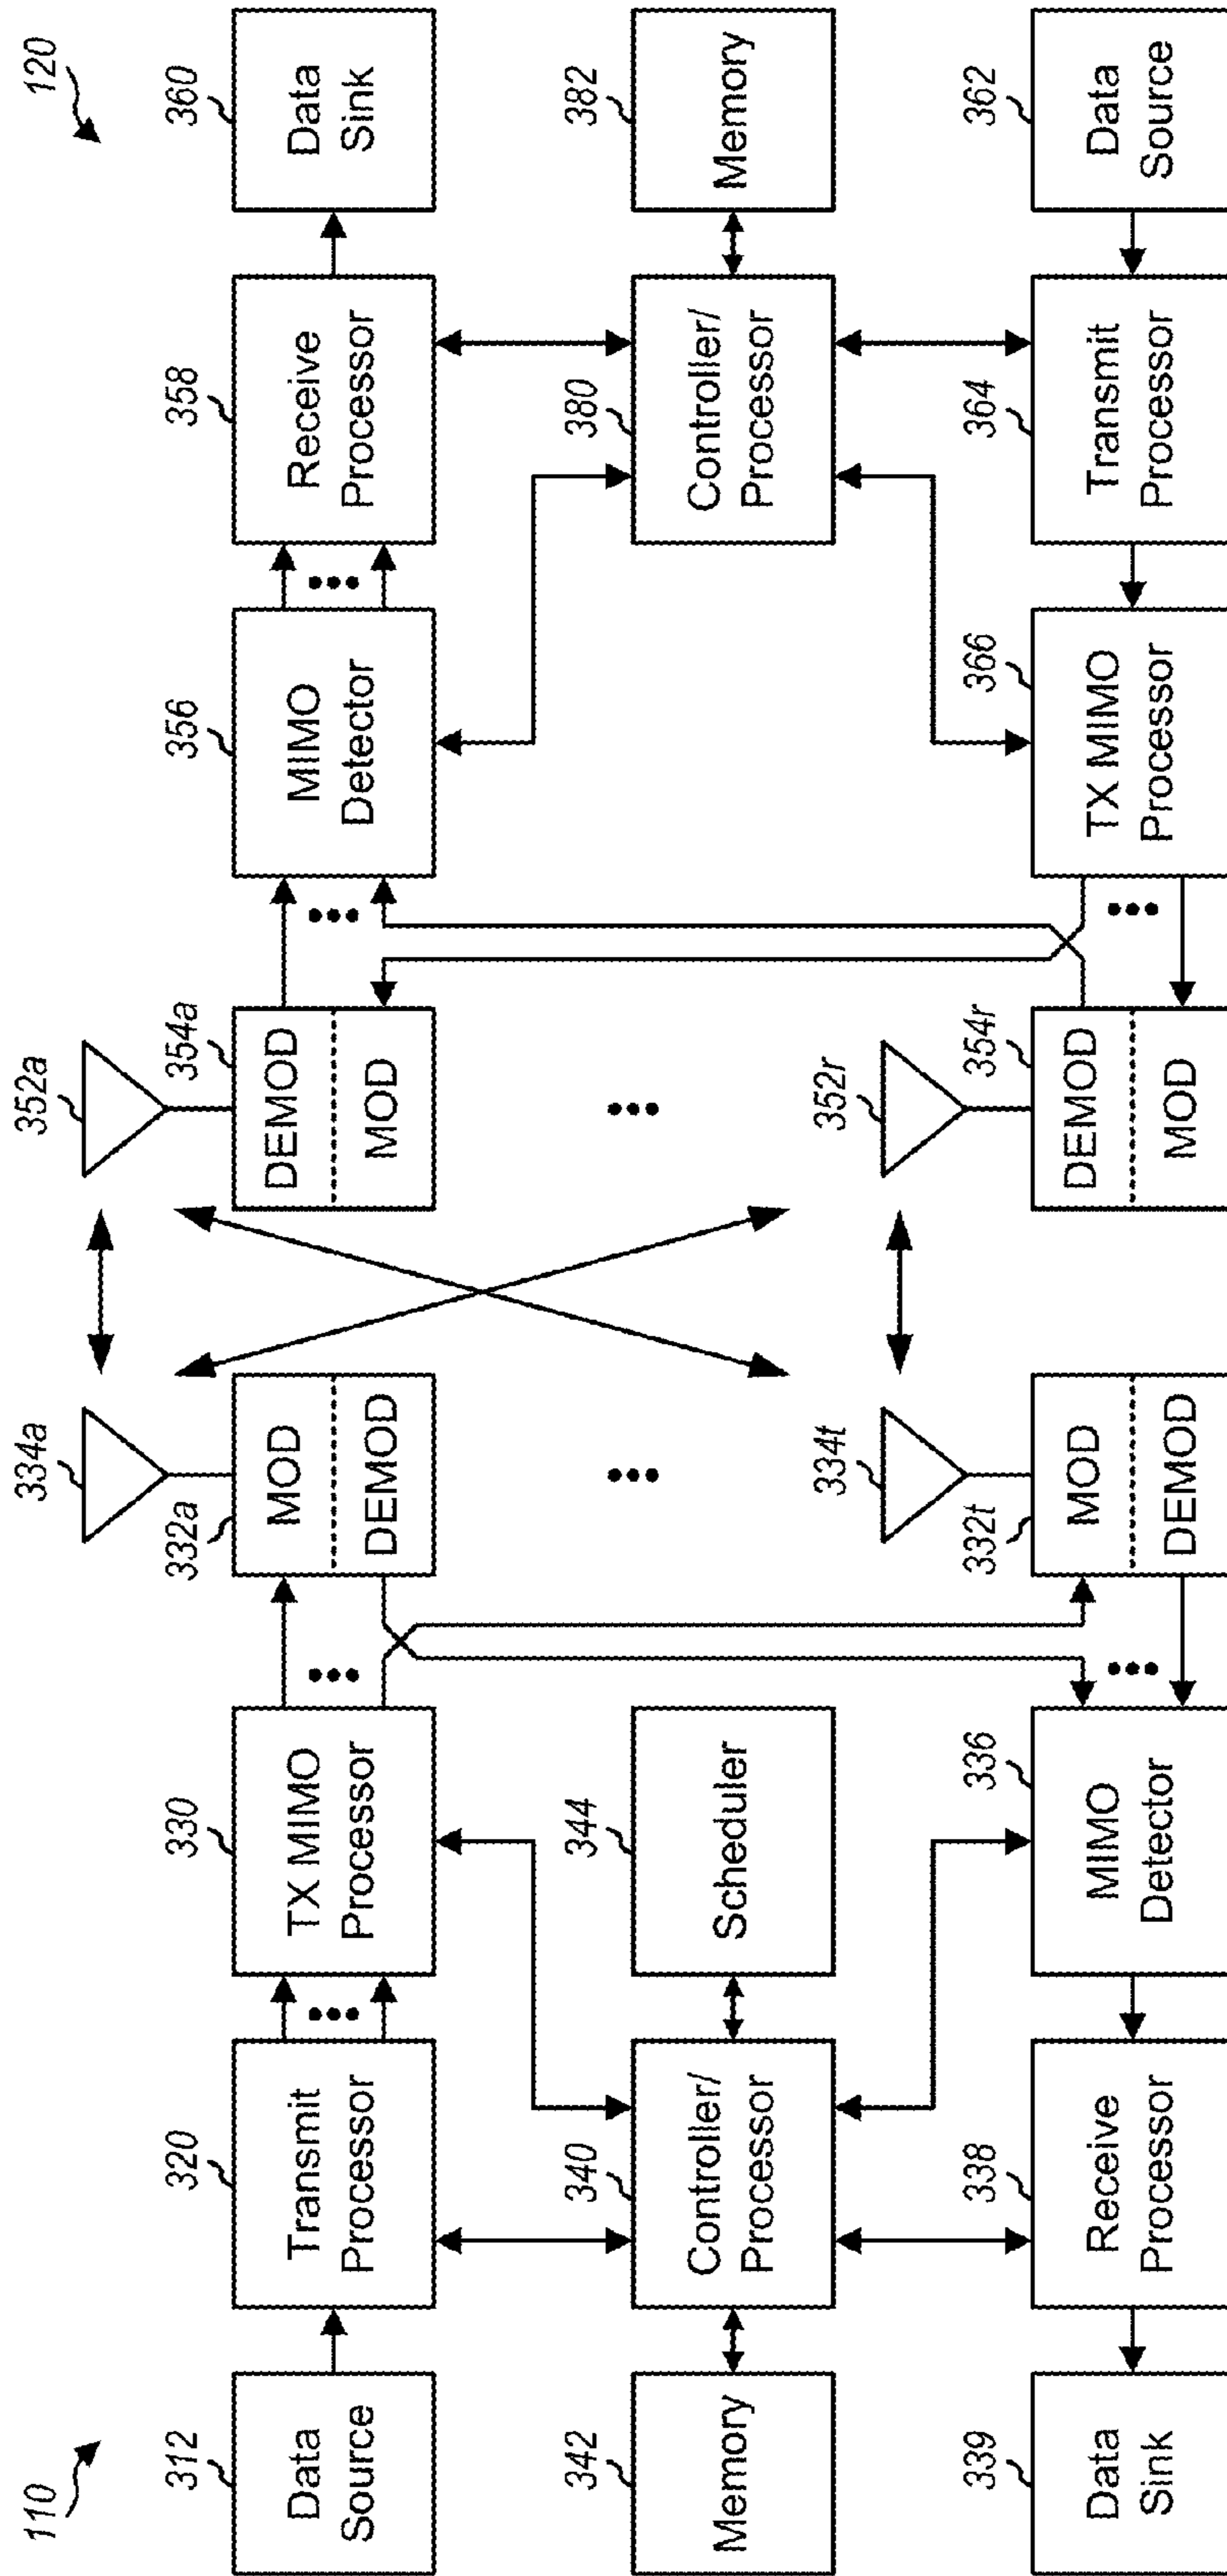 110
120
312
Data
Source
320
Transmit
Processor
330
TX MIMO
Processor
332a
MOD
DEMOD
334a
352a
354a
DEMOD
MOD
356
MIMO
Detector
358
Receive
Processor
360
Data
Sink
342
Memory
340
Controller/
Processor
344
Scheduler
380
Controller/
Processor
382
Memory
339
Data
Sink
338
Receive
Processor
336
MIMO
Detector
332t
MOD
DEMOD
334t
352r
354r
DEMOD
MOD
366
TX MIMO
Processor
364
Transmit
Processor
362
Data
Source